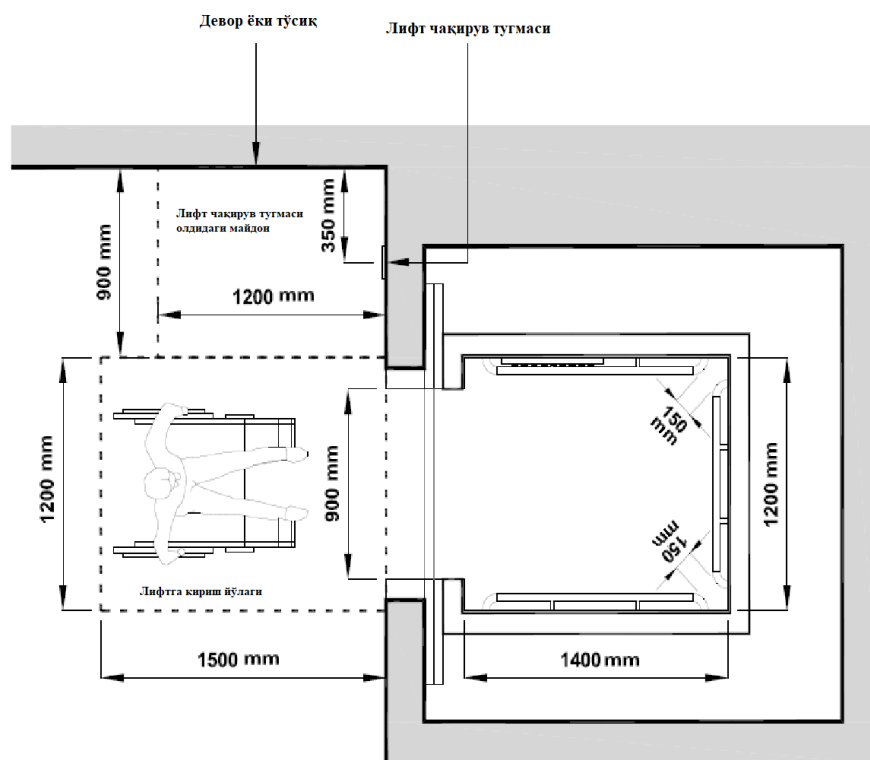 Девор ёки тўсиқ
Лифт чақирув тугмаси
Лифт чақирув тугмаси
олдидаги майдон
350 mm
900 mm
1200 mm
150
mm
900 mm
1200 mm
1200 mm
150
mm
Лифтга кириш йўлаги
1500 mm
1400 mm